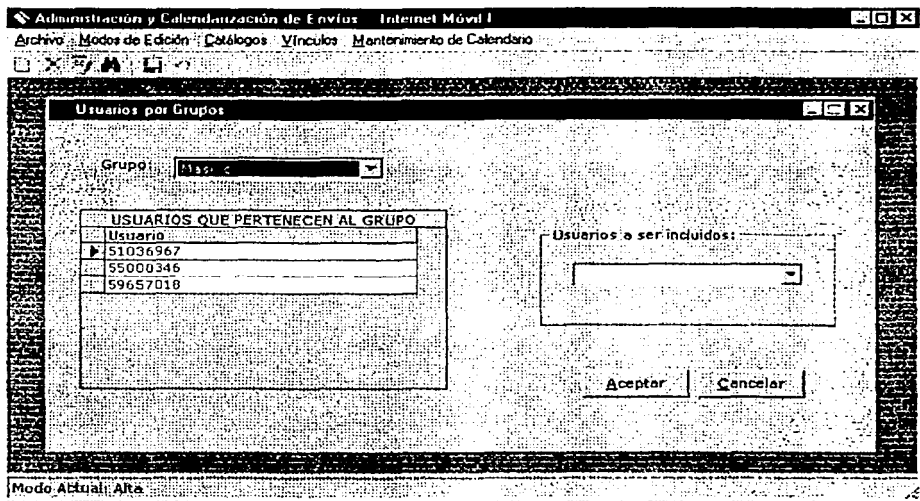 Administración y Calendarización de Envíos Internet Móvil I
Archivo Modos de Edición Catálogos Vínculos Mantenimiento de Calendario
Usuarios por Grupos
Grupo:
USUARIOS QUE PERTENECEN AL GRUPO
Usuario
51036967
55000346
59657018
Usuarios a ser incluidos:
Aceptar Cancelar
Modo Actual: Alta